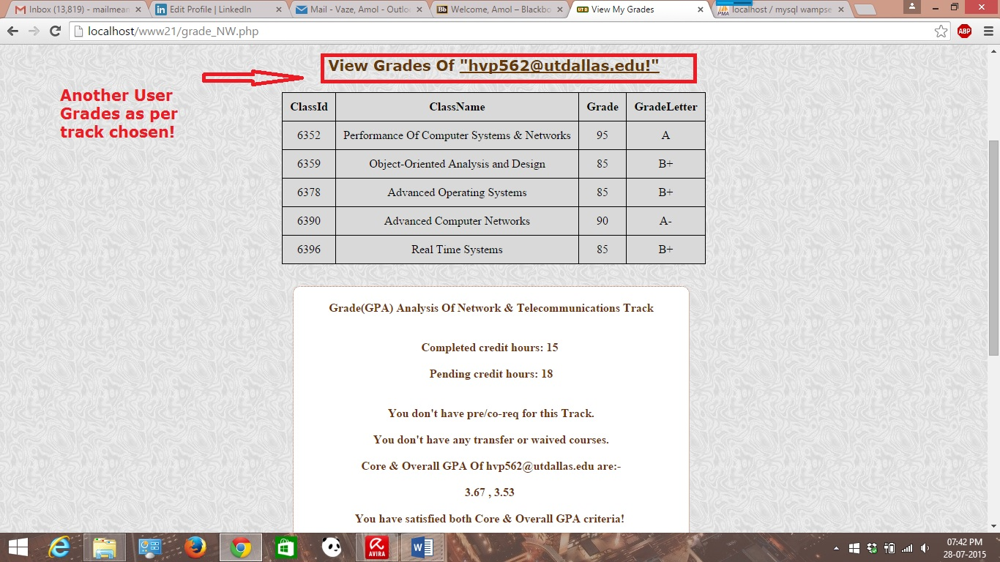 Inbox (13,819) - mailmean
Edit Profile | LinkedIn
Mail - Vaze, Amol - Outlo
Bb Welcome, Amol – Blackbo
UTD View My Grades
PMA localhost / mysql wampse
localhost/www21/grade_NW.php
ABP
View Grades Of "hvp562@utdallas.edu!"
Another User
Grades as per
track chosen!
ClassId ClassName Grade GradeLetter
6352 Performance Of Computer Systems & Networks 95 A
6359 Object-Oriented Analysis and Design 85 B+
6378 Advanced Operating Systems 85 B+
6390 Advanced Computer Networks 90 A-
6396 Real Time Systems 85 B+
Grade(GPA) Analysis Of Network & Telecommunications Track
Completed credit hours: 15
Pending credit hours: 18
You don't have pre/co-req for this Track.
You don't have any transfer or waived courses.
Core & Overall GPA Of hvp562@utdallas.edu are:-
3.67 , 3.53
You have satisfied both Core & Overall GPA criteria!
AVIRA
07:42 PM
28-07-2015